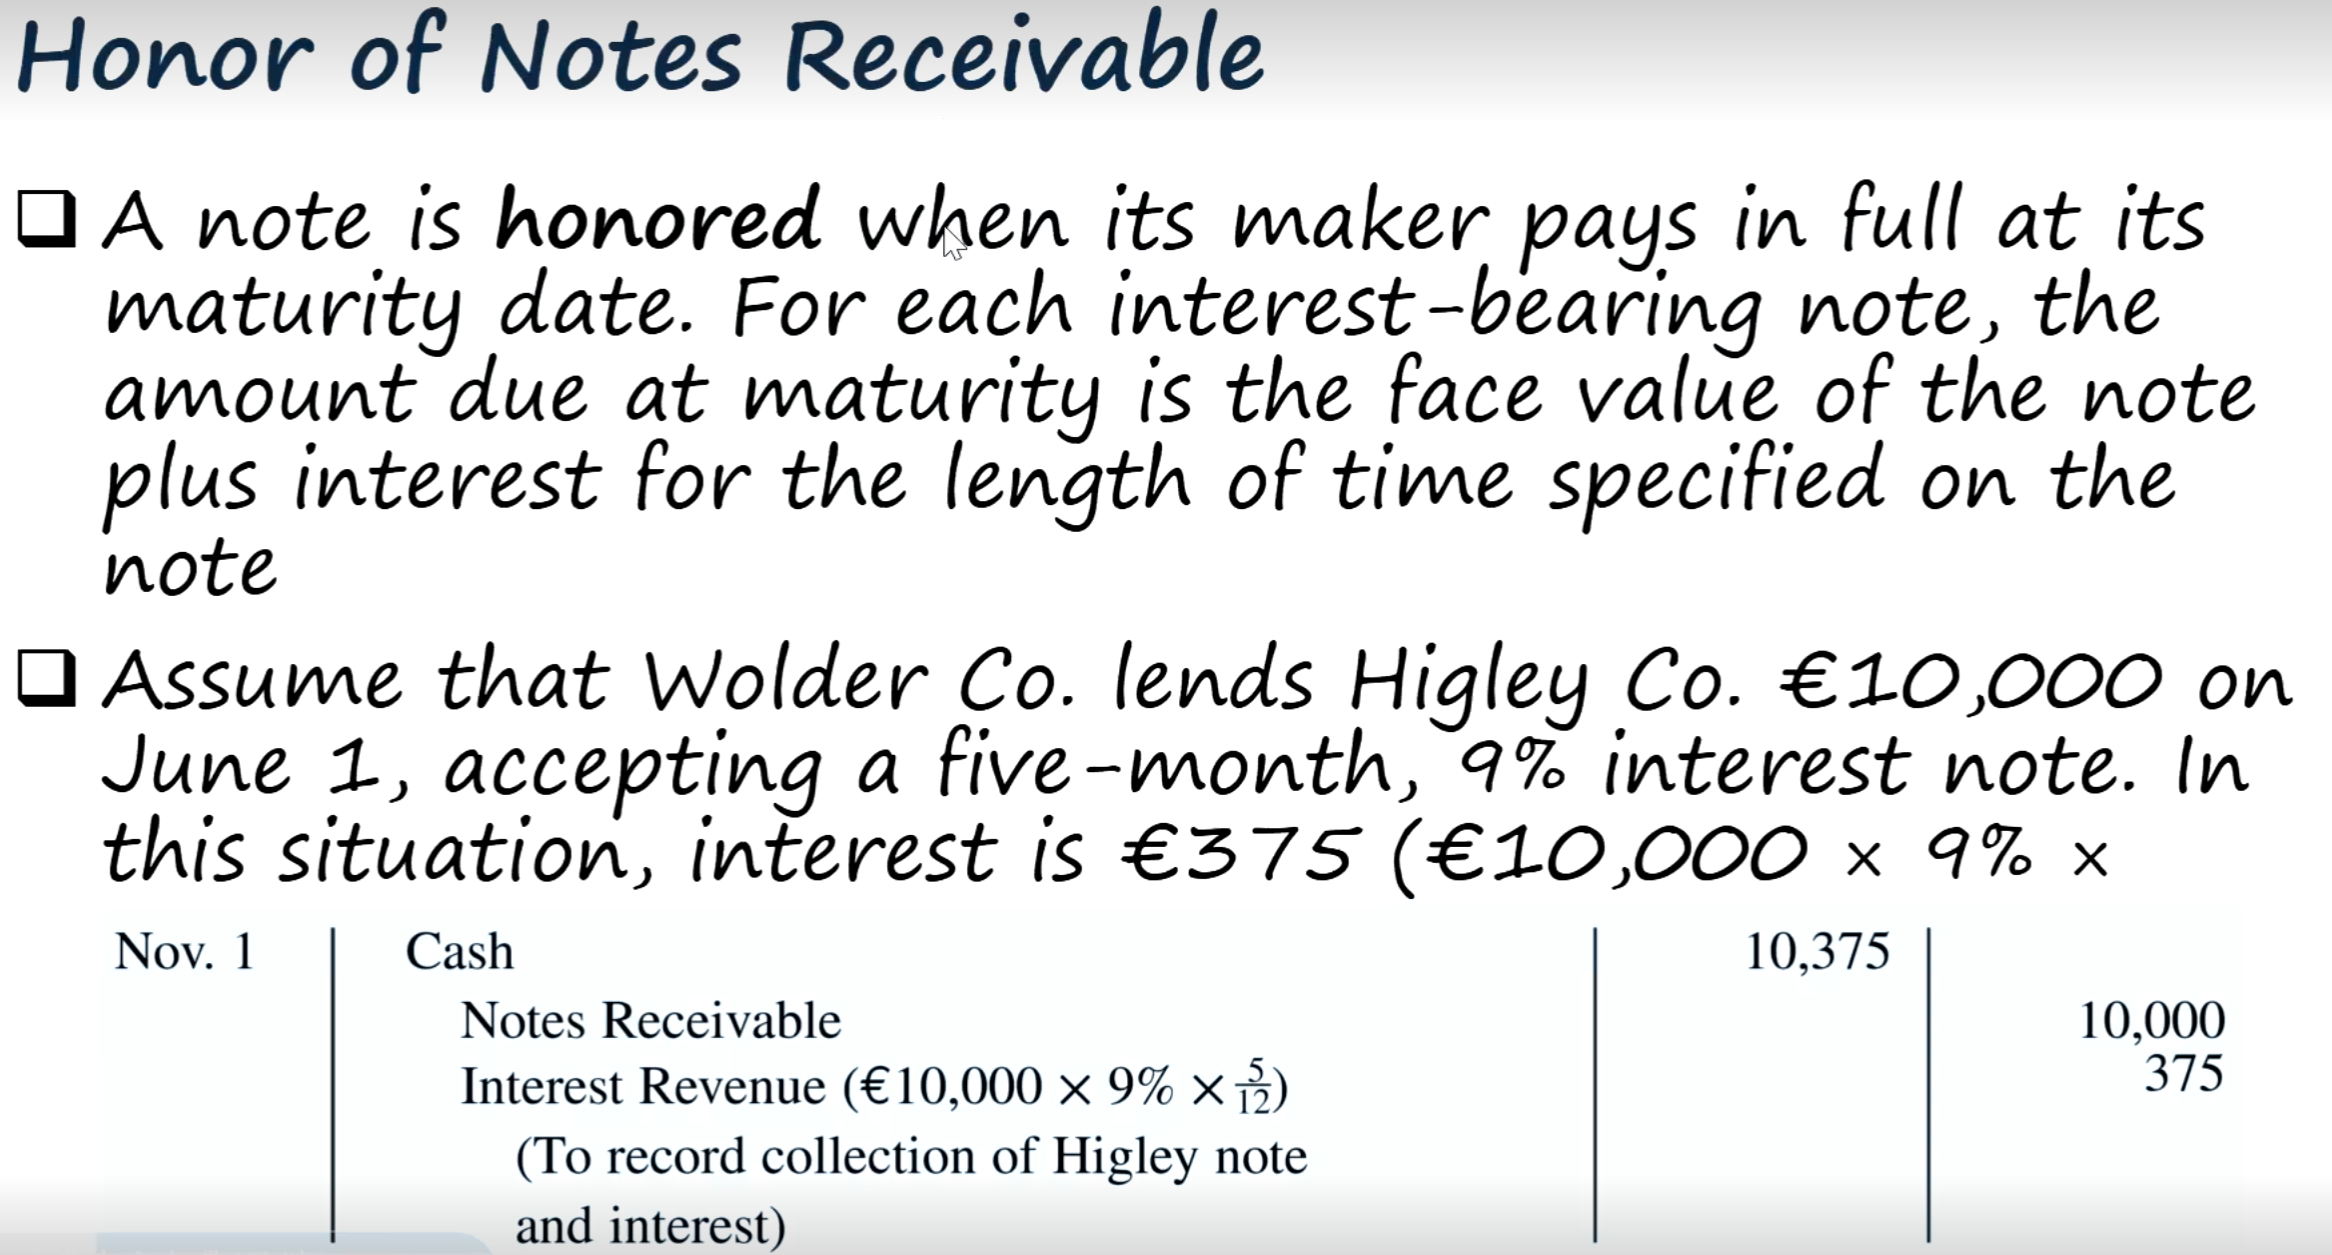 Honor of Notes Receivable
A note is honored when its maker pays in full at its
maturity date. For each interest-bearing note, the
amount due at maturity is the face value of the note
plus interest for the length of time specified on the
note
Assume that Wolder Co. lends Higley Co. €10,000 on
June 1, accepting a five-month, 9% interest note. In
this situation, interest is €375 (€10,000 × 9% ×
Nov. 1 Cash 10,375
Notes Receivable 10,000
Interest Revenue (€10,000 × 9% × 5/12) 375
(To record collection of Higley note
and interest)